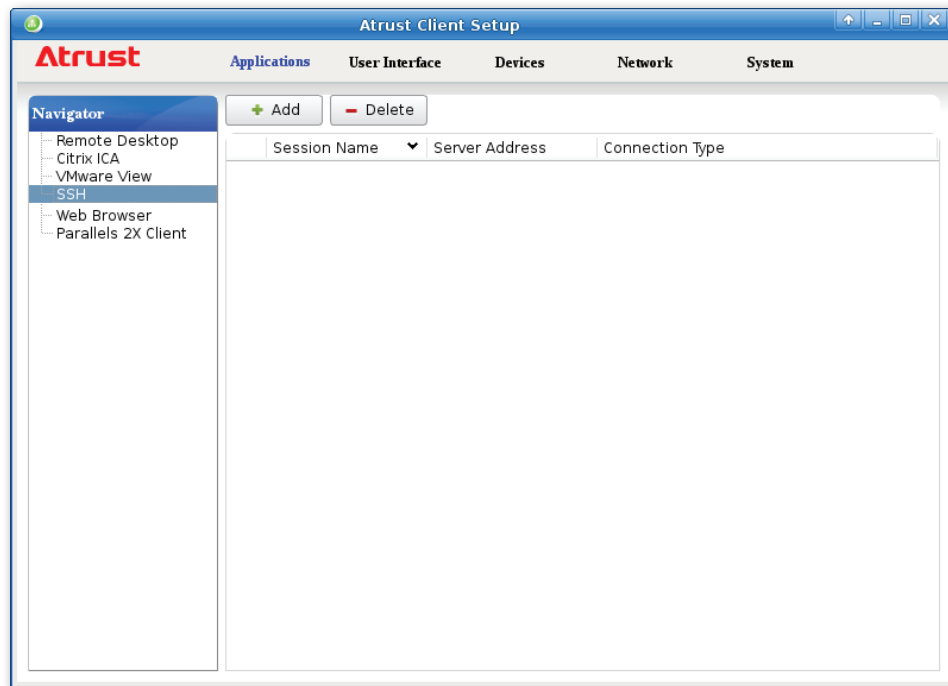 Atrust Client Setup
Atrust
Applications User Interface Devices Network System
Navigator
Remote Desktop
Citrix ICA
VMware View
SSH
Web Browser
Parallels 2X Client
Add Delete
Session Name Server Address Connection Type